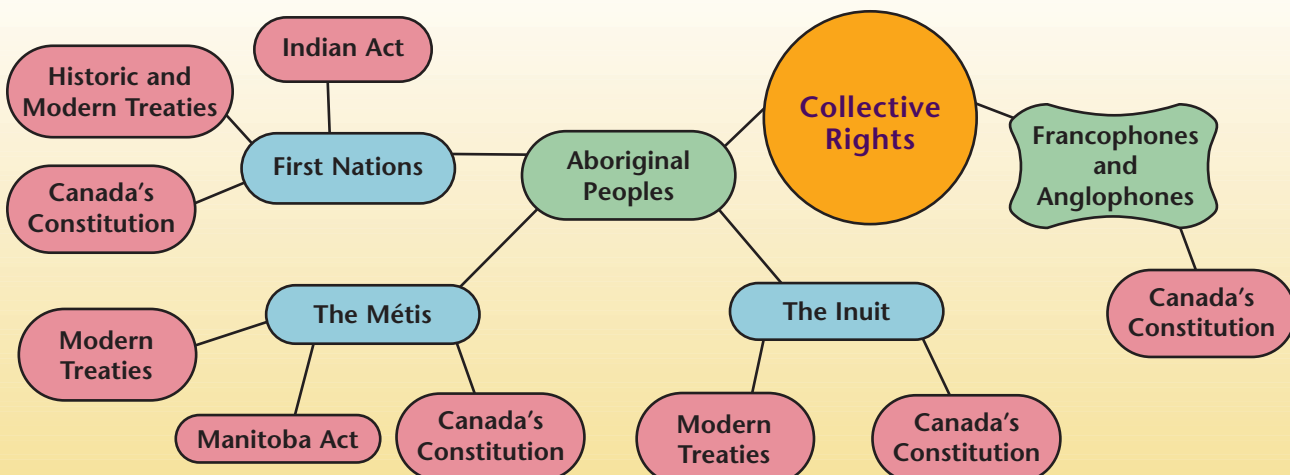 Collective
Rights
Aboriginal
Peoples
Francophones
and
Anglophones
Canada's
Constitution
First Nations
Indian Act
Historic and
Modern Treaties
Canada's
Constitution
The Métis
Modern
Treaties
Manitoba Act
Canada's
Constitution
The Inuit
Modern
Treaties
Canada's
Constitution